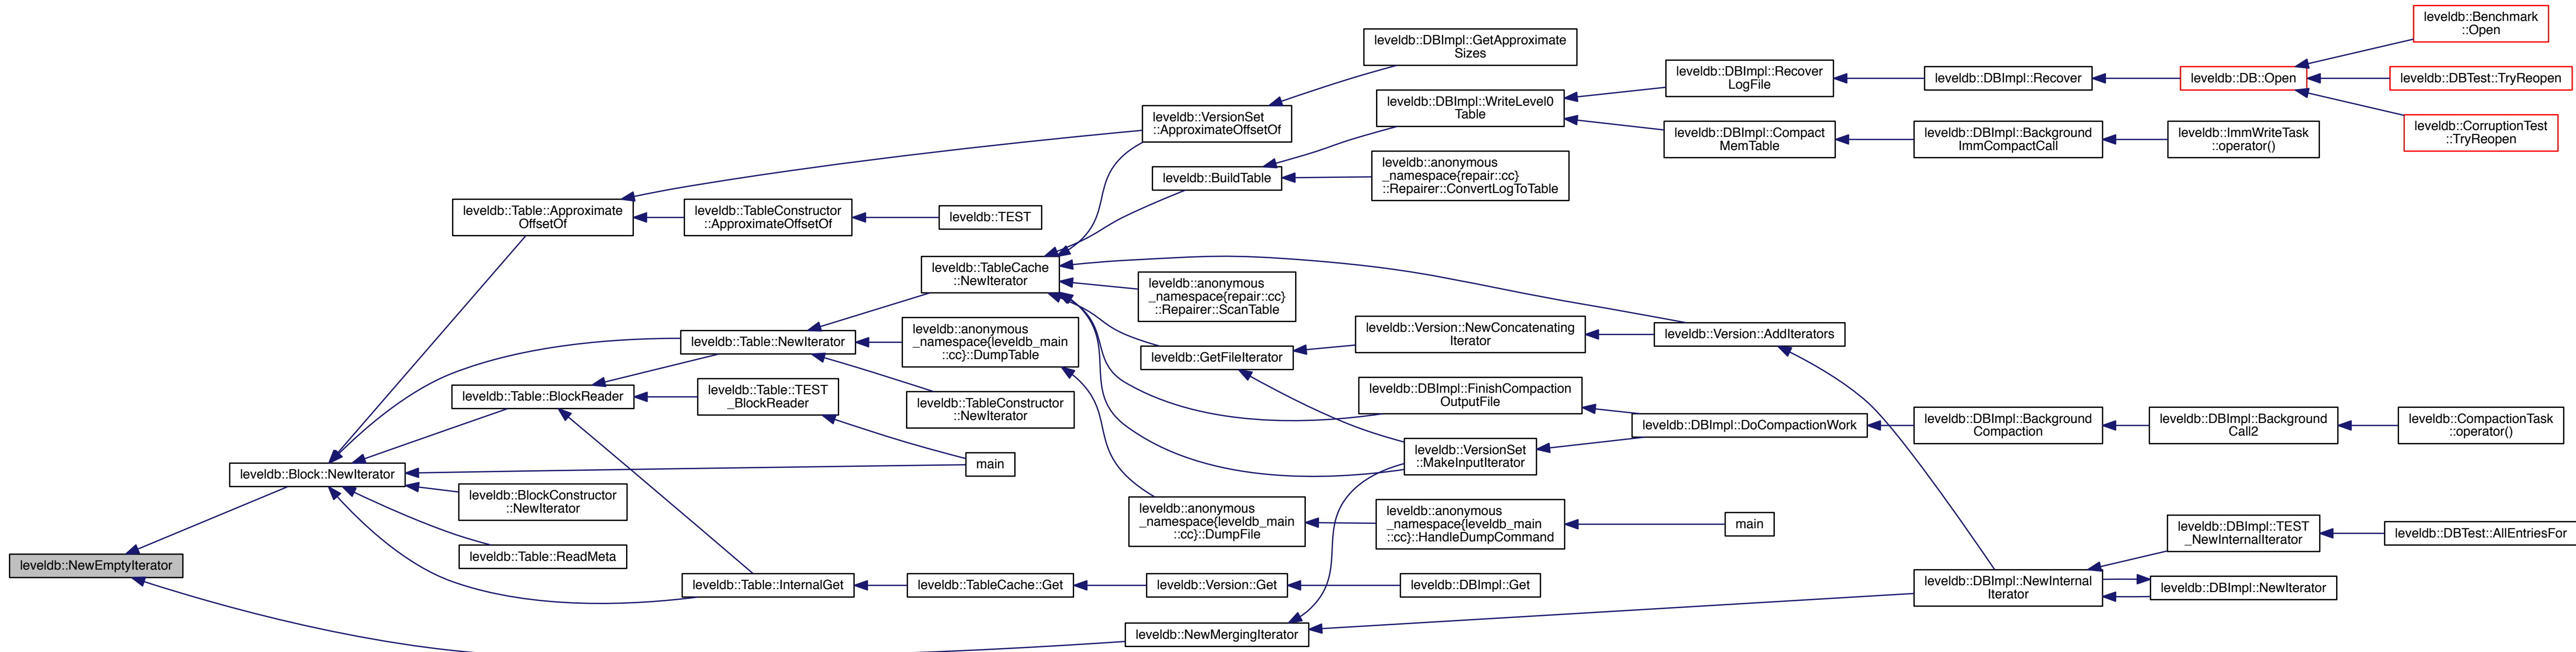 leveldb::Benchmark
::Open
leveldb::DBImpl::GetApproximate
Sizes
leveldb::DBImpl::Recover
LogFile
leveldb::DBImpl::Recover
leveldb::DB::Open
leveldb::DBTest::TryReopen
leveldb::DBImpl::WriteLevel0
Table
leveldb::VersionSet
::ApproximateOffsetOf
leveldb::DBImpl::Compact
MemTable
leveldb::DBImpl::Background
ImmCompactCall
leveldb::ImmWriteTask
::operator()
leveldb::CorruptionTest
::TryReopen
leveldb::BuildTable
leveldb::anonymous
_namespace{repair::cc}
::Repairer::ConvertLogToTable
leveldb::Table::Approximate
OffsetOf
leveldb::TableConstructor
::ApproximateOffsetOf
leveldb::TEST
leveldb::TableCache
::NewIterator
leveldb::anonymous
_namespace{repair::cc}
::Repairer::ScanTable
leveldb::Table::NewIterator
leveldb::anonymous
_namespace{leveldb_main
::cc}::DumpTable
leveldb::GetFileIterator
leveldb::Version::NewConcatenating
Iterator
leveldb::Version::AddIterators
leveldb::Table::BlockReader
leveldb::Table::TEST
_BlockReader
leveldb::TableConstructor
::NewIterator
leveldb::DBImpl::FinishCompaction
OutputFile
leveldb::DBImpl::DoCompactionWork
leveldb::DBImpl::Background
Compaction
leveldb::DBImpl::Background
Call2
leveldb::CompactionTask
::operator()
leveldb::Block::NewIterator
main
leveldb::VersionSet
::MakeInputIterator
leveldb::BlockConstructor
::NewIterator
leveldb::anonymous
_namespace{leveldb_main
::cc}::DumpFile
leveldb::anonymous
_namespace{leveldb_main
::cc}::HandleDumpCommand
main
leveldb::DBImpl::TEST
_NewInternalIterator
leveldb::DBTest::AllEntriesFor
leveldb::NewEmptyIterator
leveldb::Table::ReadMeta
leveldb::Table::InternalGet
leveldb::TableCache::Get
leveldb::Version::Get
leveldb::DBImpl::Get
leveldb::DBImpl::NewInternal
Iterator
leveldb::DBImpl::NewIterator
leveldb::NewMergingIterator